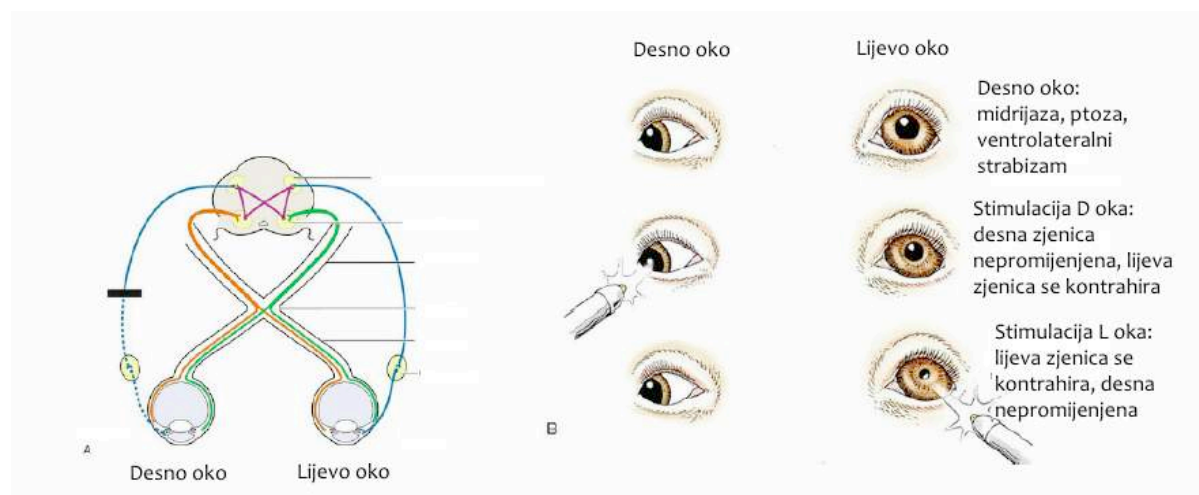 Desno oko
Lijevo oko
Desno oko:
midrijaza, ptoza,
ventrolateralni
strabizam
Stimulacija D oka:
desna zjenica
nepromijenjena, lijeva
zjenica se kontrahira
Stimulacija L oka:
lijeva zjenica se
kontrahira, desna
nepromijenjena
A
B
Desno oko
Lijevo oko